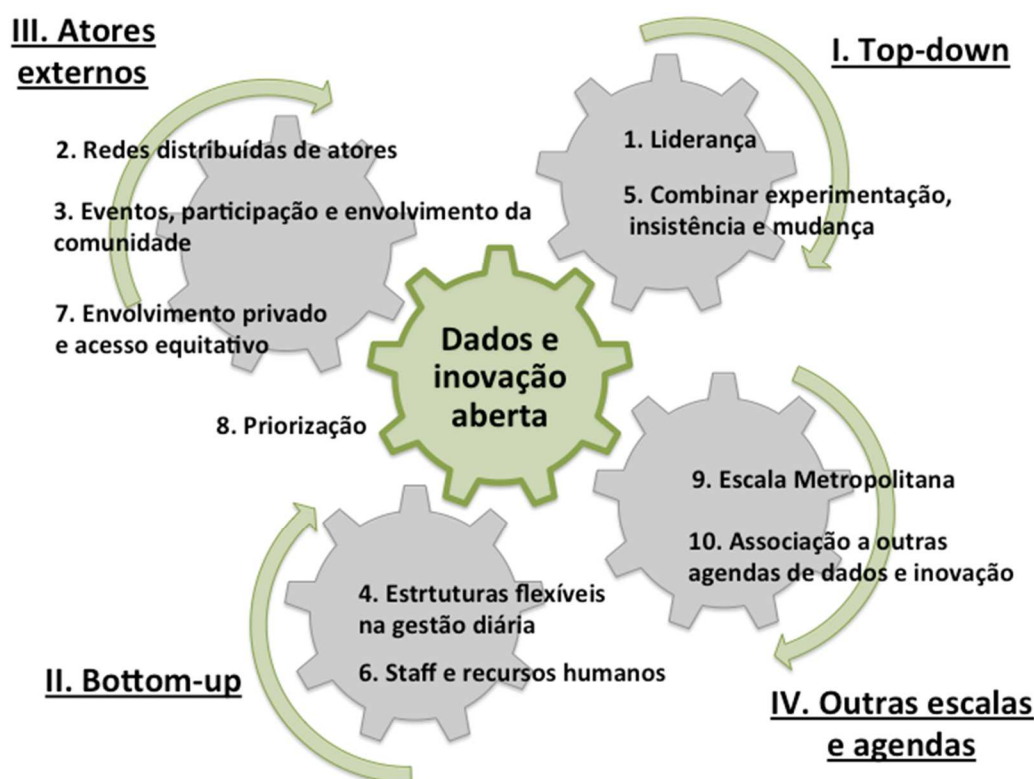 III. Atores
externos
2. Redes distribuídas de atores
3. Eventos, participação e envolvimento da
comunidade
7. Envolvimento privado
e acesso equitativo
I. Top-down
1. Liderança
5. Combinar experimentação,
insistência e mudança
Dados e
inovação
aberta
8. Priorização
II. Bottom-up
4. Estrtuturas flexíveis
na gestão diária
6. Staff e recursos humanos
9. Escala Metropolitana
10. Associação a outras
agendas de dados e inovação
IV. Outras escalas
e agendas